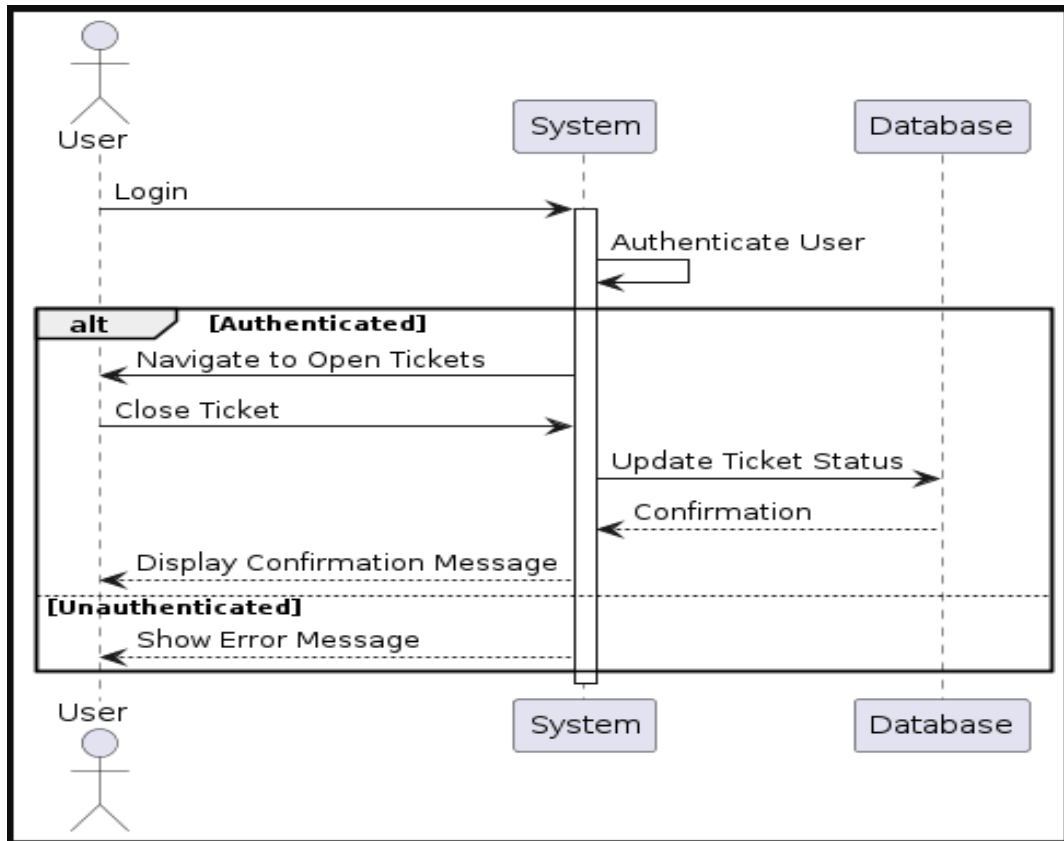 User
System
Database
Login
Authenticate User
alt [Authenticated]
Navigate to Open Tickets
Close Ticket
Update Ticket Status
Confirmation
Display Confirmation Message
[Unauthenticated]
Show Error Message
User
System
Database